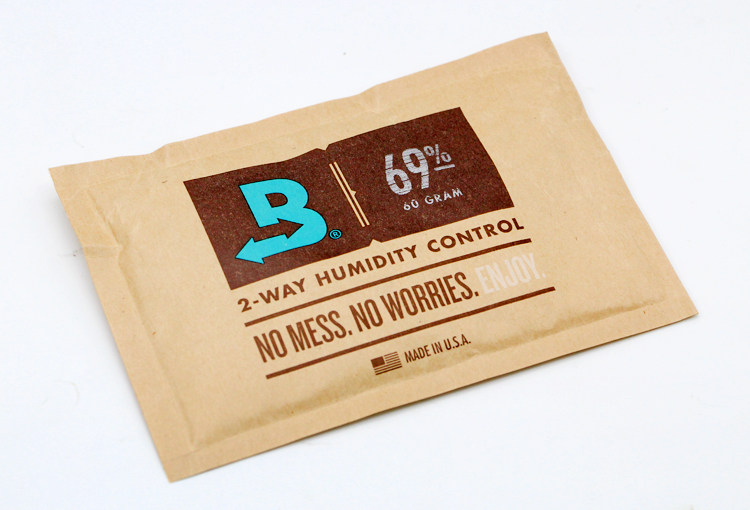 B®
69%
60 GRAM
2-WAY HUMIDITY CONTROL
NO MESS. NO WORRIES. ENJOY.
MADE IN U.S.A.